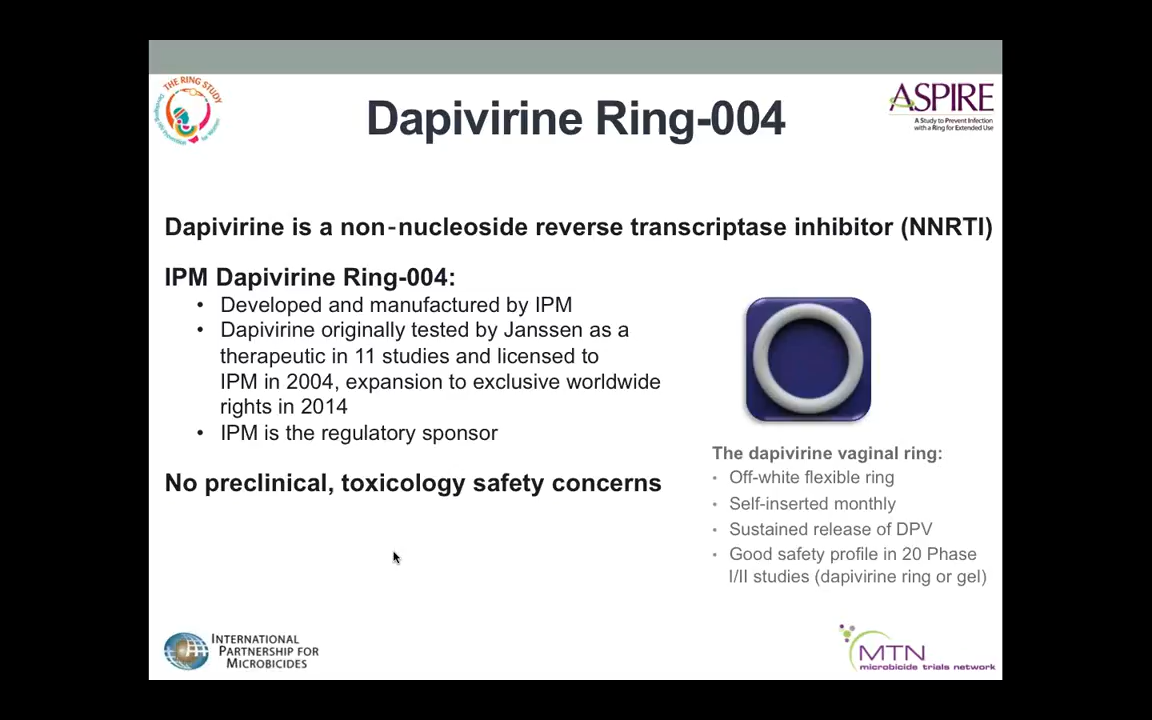 THE RING STUDY
Developing HIV Prevention for Women
ASPIRE
A Study to Prevent Infection
with a Ring for Extended Use
Dapivirine Ring-004
Dapivirine is a non-nucleoside reverse transcriptase inhibitor (NNRTI)
IPM Dapivirine Ring-004:
• Developed and manufactured by IPM
• Dapivirine originally tested by Janssen as a
therapeutic in 11 studies and licensed to
IPM in 2004, expansion to exclusive worldwide
rights in 2014
• IPM is the regulatory sponsor
No preclinical, toxicology safety concerns
The dapivirine vaginal ring:
• Off-white flexible ring
• Self-inserted monthly
• Sustained release of DPV
• Good safety profile in 20 Phase
I/II studies (dapivirine ring or gel)
INTERNATIONAL
PARTNERSHIP FOR
MICROBICIDES
MTN
microbicide trials network